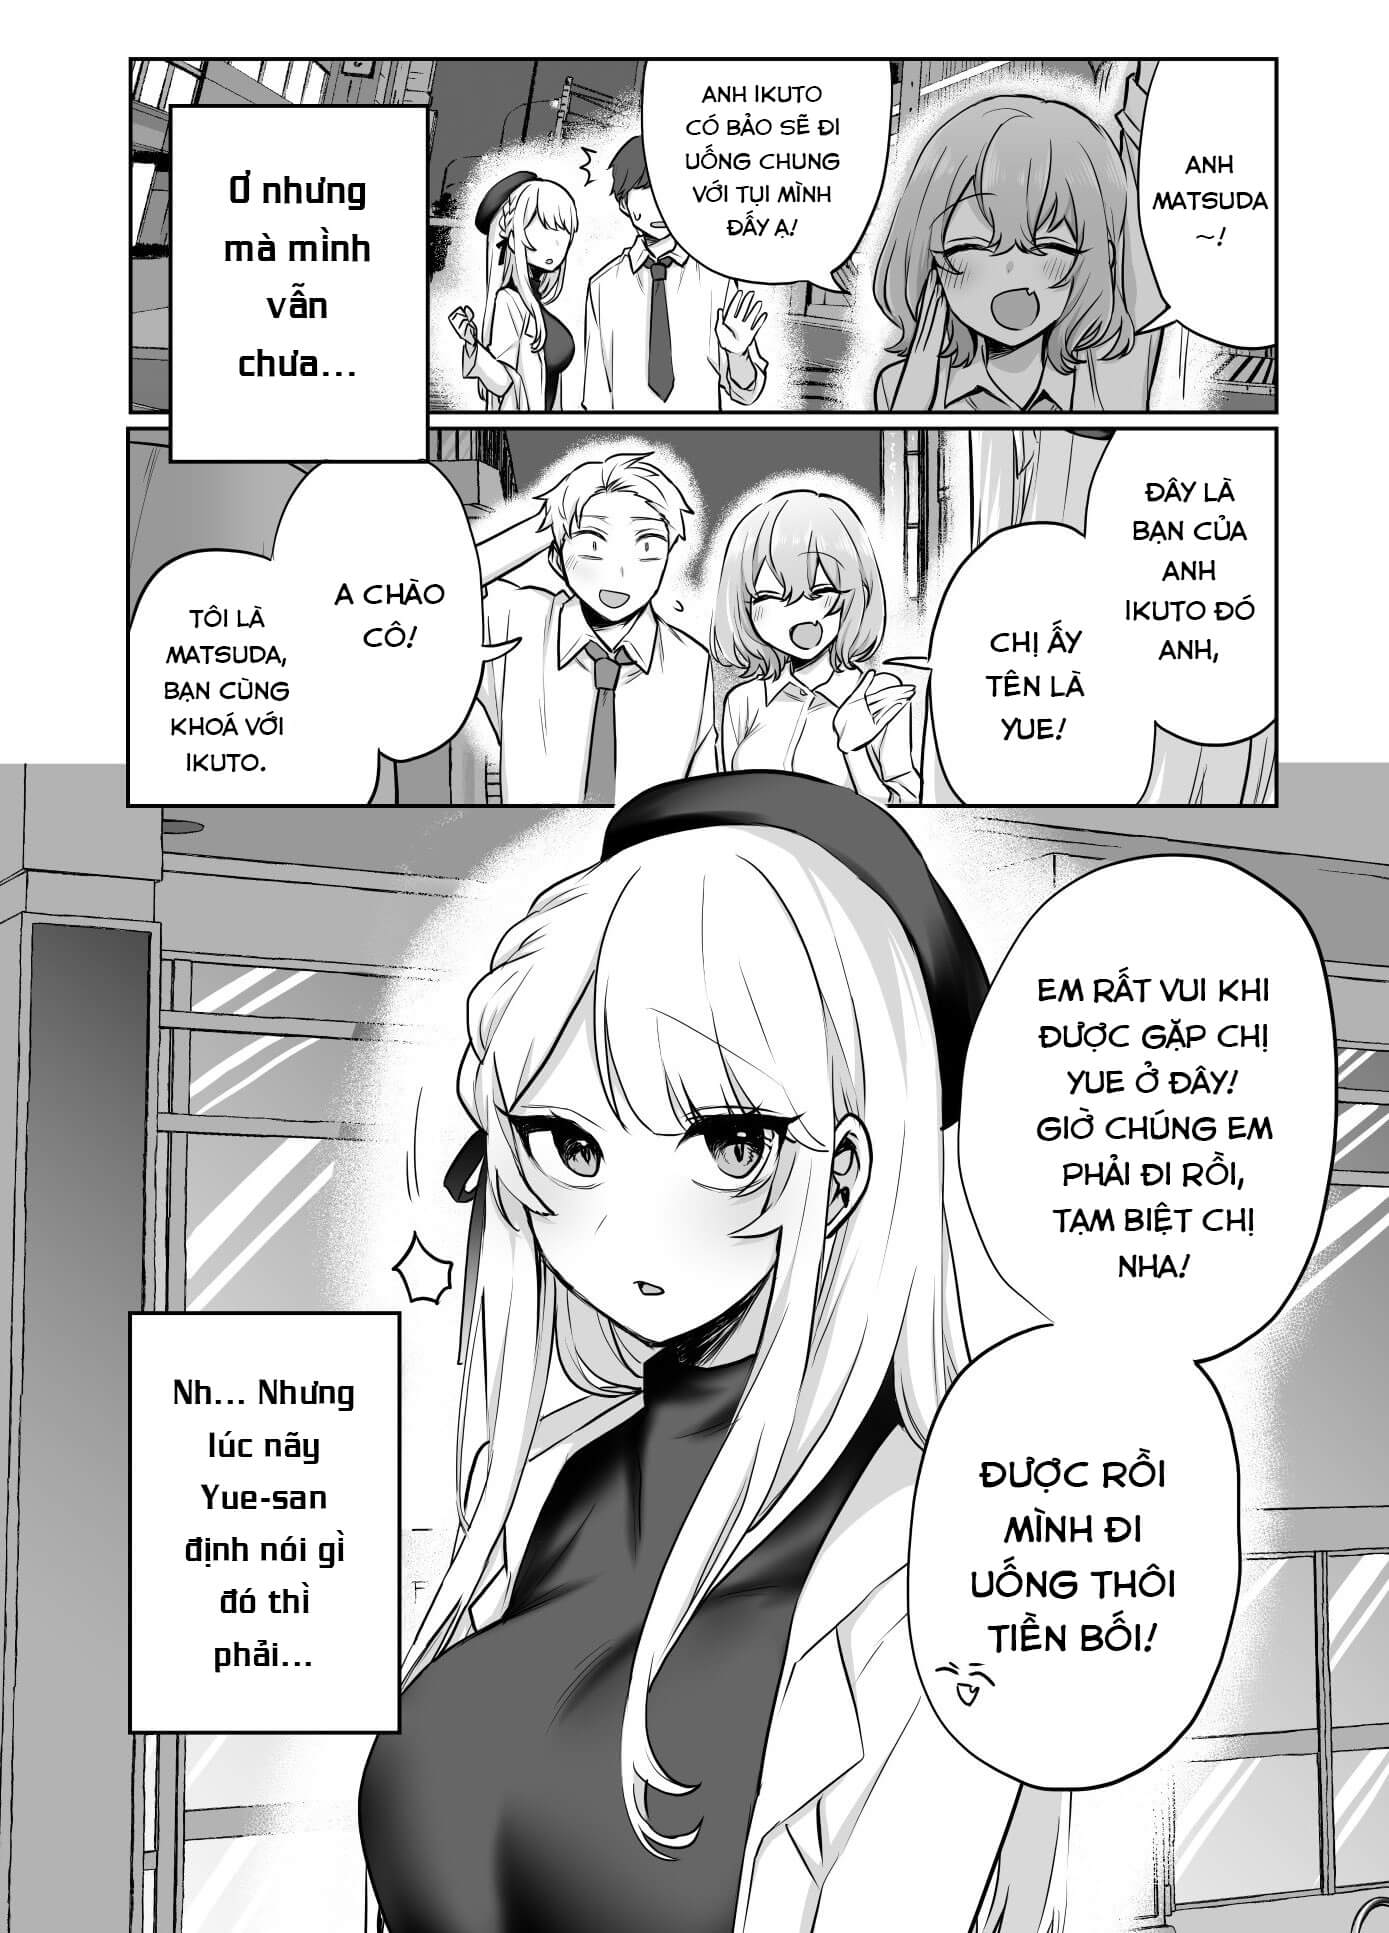 ANH
MATSUDA
~!
ANH IKUTO
CÓ BẢO SẼ ĐI
UỐNG CHUNG
VỚI TỤI MÌNH
ĐẤY Ạ!
Ơ nhưng
mà mình
vẫn
chưa...
ĐÂY LÀ
BẠN CỦA
ANH
IKUTO ĐÓ
ANH,
CHỊ ẤY
TÊN LÀ
YUE!
A CHÀO
CÔ!
TÔI LÀ
MATSUDA,
BẠN CÙNG
KHOÁ VỚI
IKUTO.
EM RẤT VUI KHI
ĐƯỢC GẶP CHỊ
YUE Ở ĐÂY!
GIỜ CHÚNG EM
PHẢI ĐI RỒI,
TẠM BIỆT CHỊ
NHA!
ĐƯỢC RỒI
MÌNH ĐI
UỐNG THÔI
TIỀN BỐI!
Nh... Nhưng
lúc nãy
Yue-san
định nói gì
đó thì
phải...